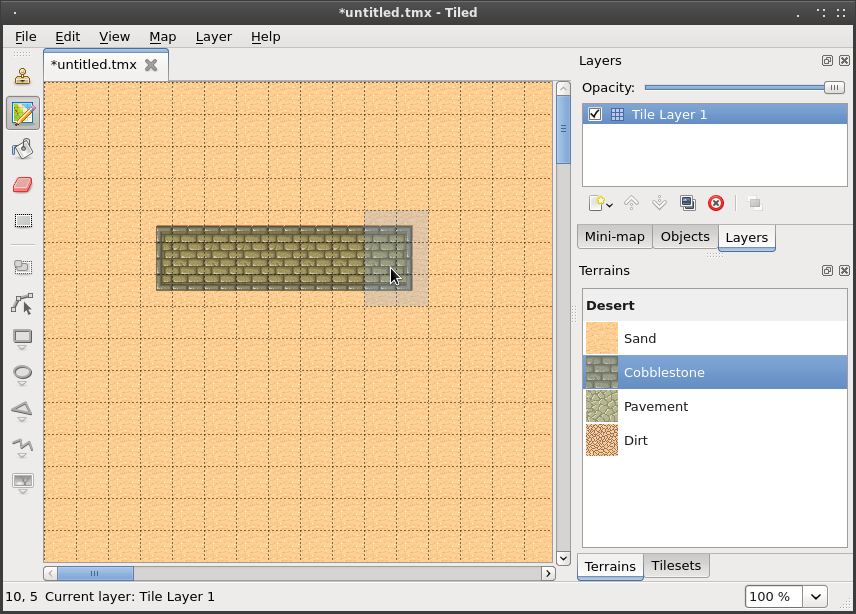 *untitled.tmx - Tiled
File Edit View Map Layer Help
*untitled.tmx
Layers
Opacity:
Tile Layer 1
Mini-map Objects Layers
Terrains
Desert
Sand
Cobblestone
Pavement
Dirt
Terrains Tilesets
10, 5 Current layer: Tile Layer 1
100 %